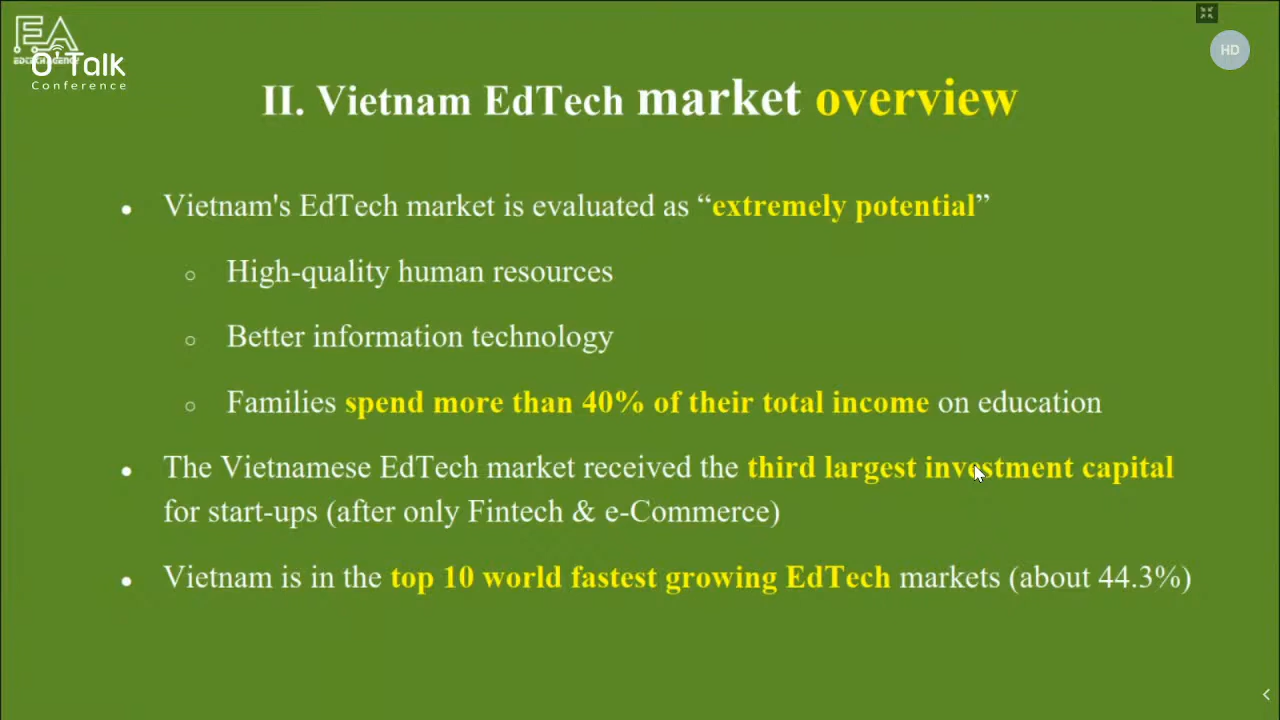 EA
EDTECH AGENCY
O'Talk
Conference
HD
II. Vietnam EdTech market overview
• Vietnam's EdTech market is evaluated as “extremely potential”
○ High-quality human resources
○ Better information technology
○ Families spend more than 40% of their total income on education
• The Vietnamese EdTech market received the third largest investment capital
for start-ups (after only Fintech & e-Commerce)
• Vietnam is in the top 10 world fastest growing EdTech markets (about 44.3%)